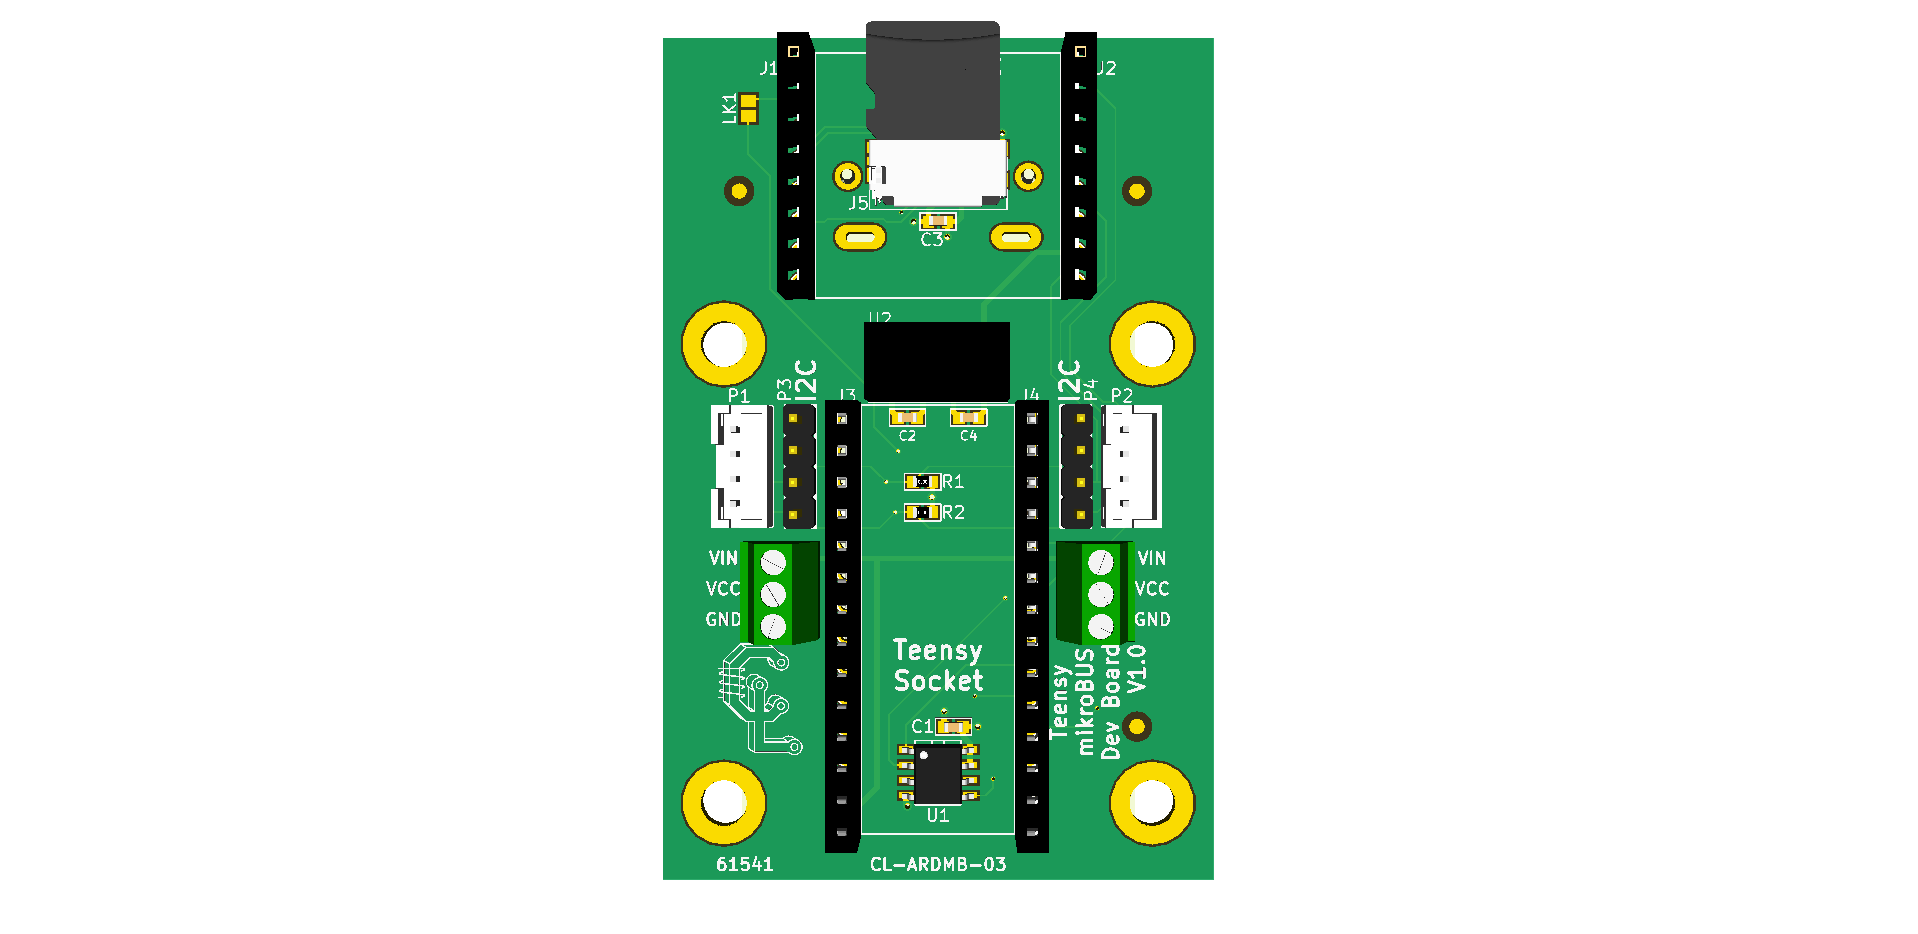 J1
J2
LK1
J5
C3
U2
I2C
P3
I2C
P4
P1
J3
J4
P2
C2
C4
R1
R2
VIN
VCC
GND
VIN
VCC
GND
Teensy
Socket
Teensy
mikroBUS
Dev Board
V1.0
C1
U1
61541
CL-ARDMB-03